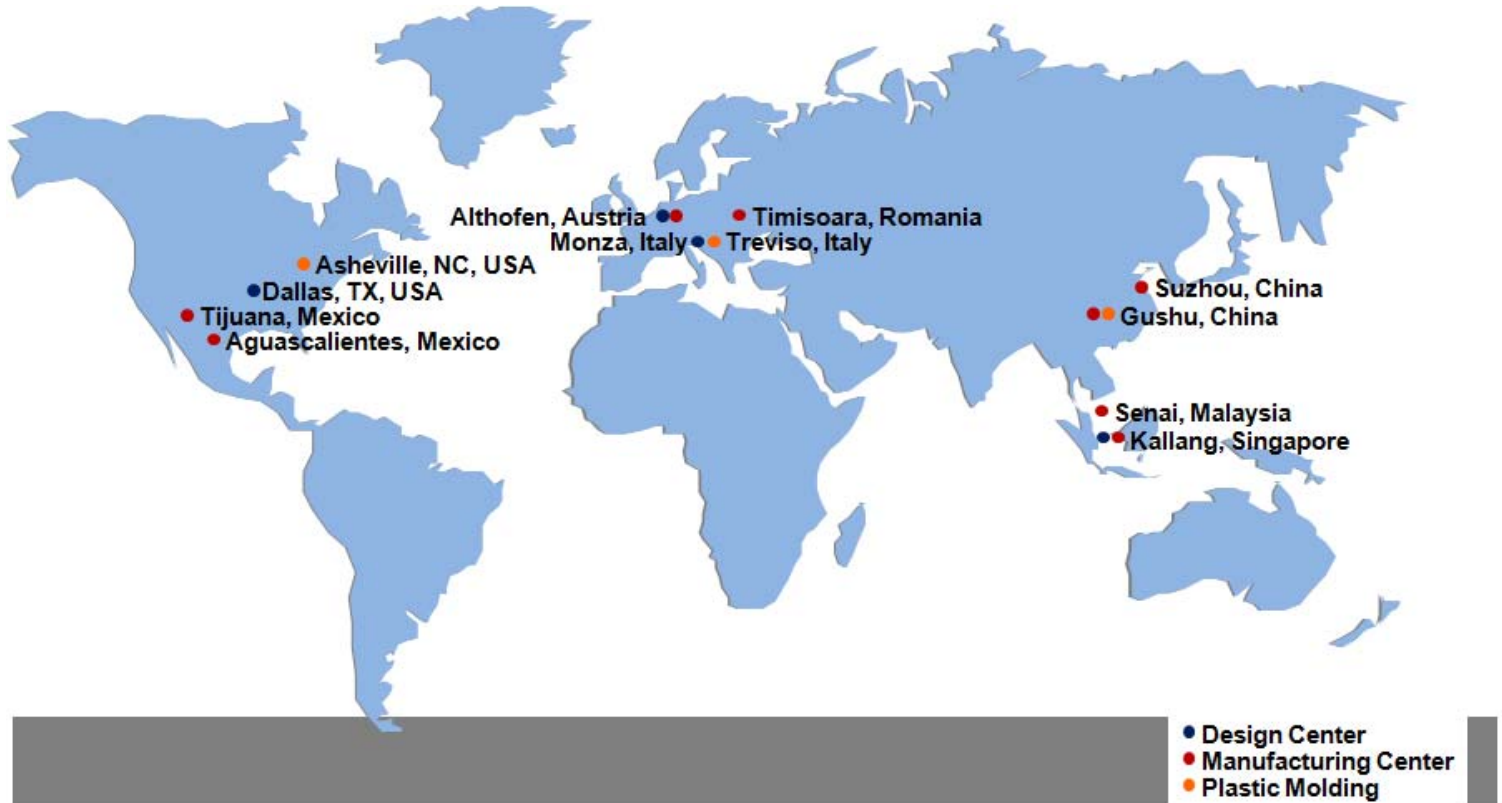 Althofen, Austria
Timisoara, Romania
Monza, Italy
Treviso, Italy
Asheville, NC, USA
Dallas, TX, USA
Tijuana, Mexico
Aguascalientes, Mexico
Suzhou, China
Gushu, China
Senai, Malaysia
Kallang, Singapore
Design Center
Manufacturing Center
Plastic Molding